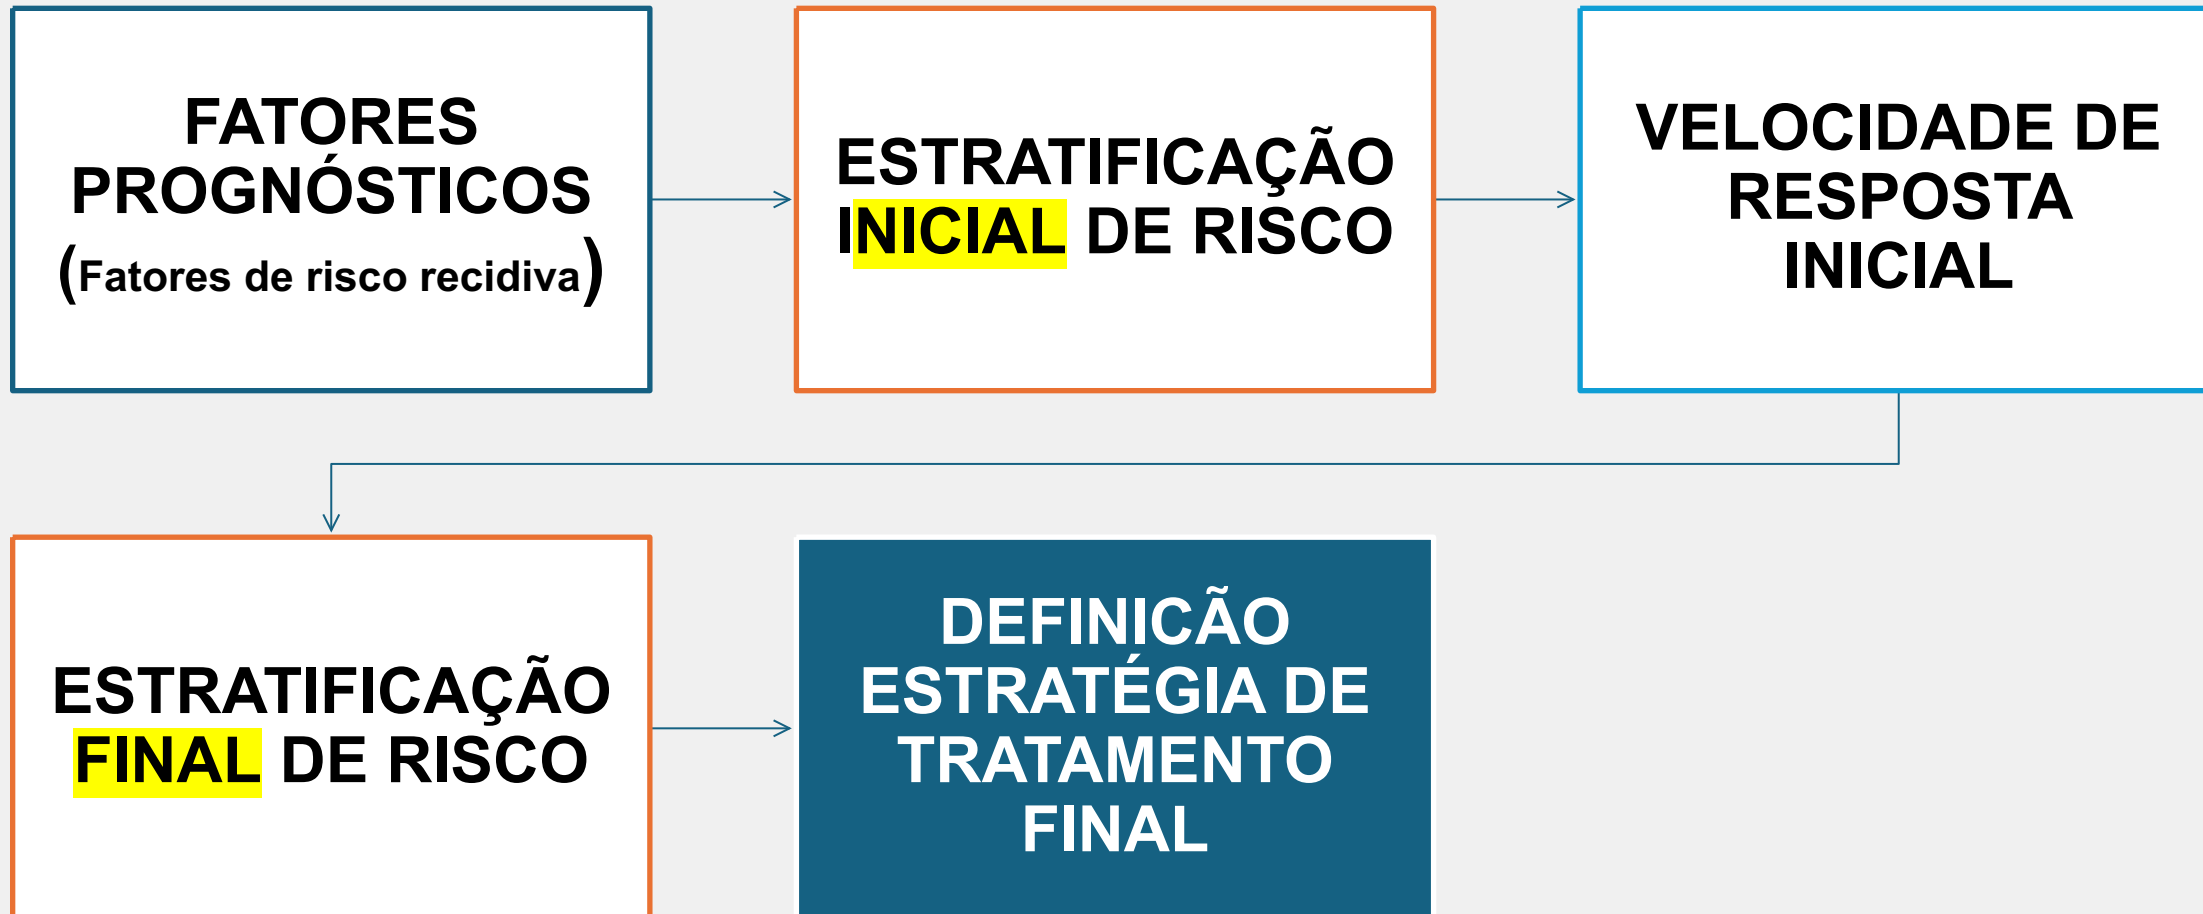 FATORES
PROGNÓSTICOS
(Fatores de risco recidiva)
ESTRATIFICAÇÃO
INICIAL DE RISCO
VELOCIDADE DE
RESPOSTA
INICIAL
ESTRATIFICAÇÃO
FINAL DE RISCO
DEFINICÃO
ESTRATÉGIA DE
TRATAMENTO
FINAL